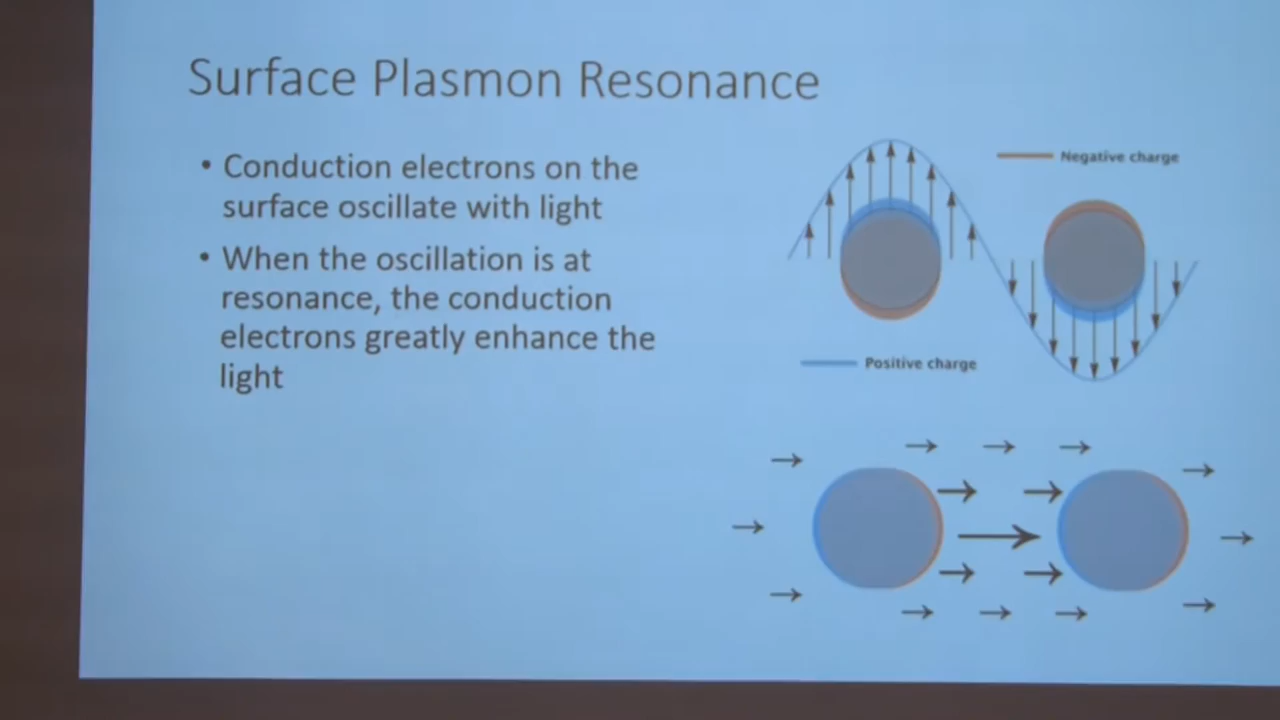 Surface Plasmon Resonance
• Conduction electrons on the
surface oscillate with light
• When the oscillation is at
resonance, the conduction
electrons greatly enhance the
light
Negative charge
Positive charge